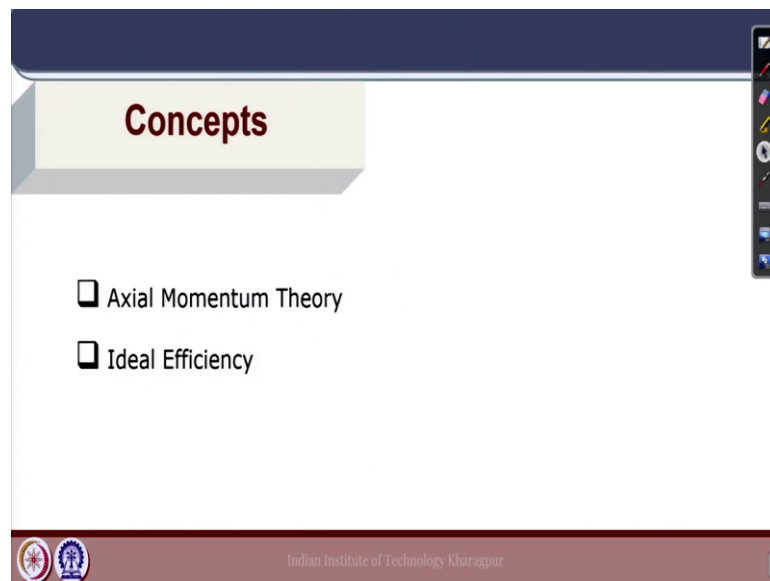 Concepts
Axial Momentum Theory
Ideal Efficiency
Indian Institute of Technology Kharagpur